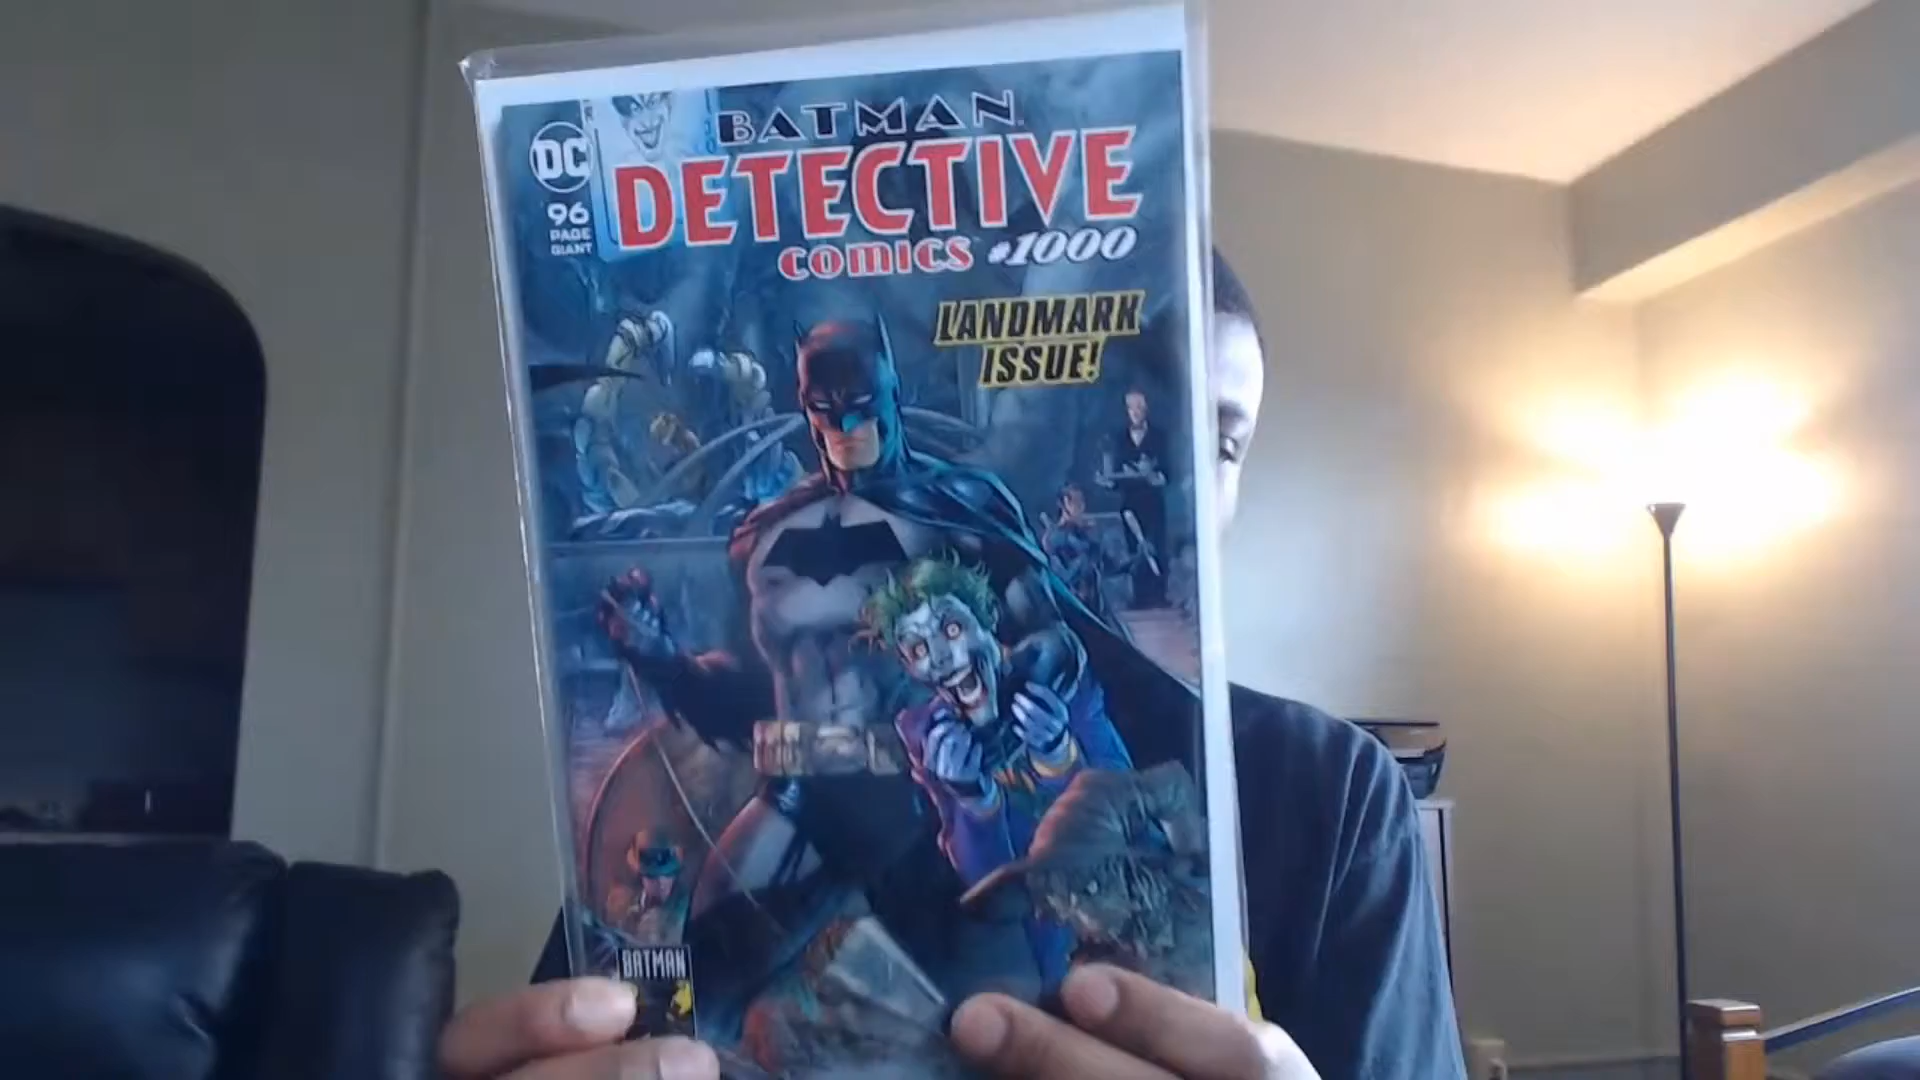 BATMAN
DETECTIVE
COMICS #1000
DC
96
PAGE
GIANT
LANDMARK
ISSUE!
BATMAN